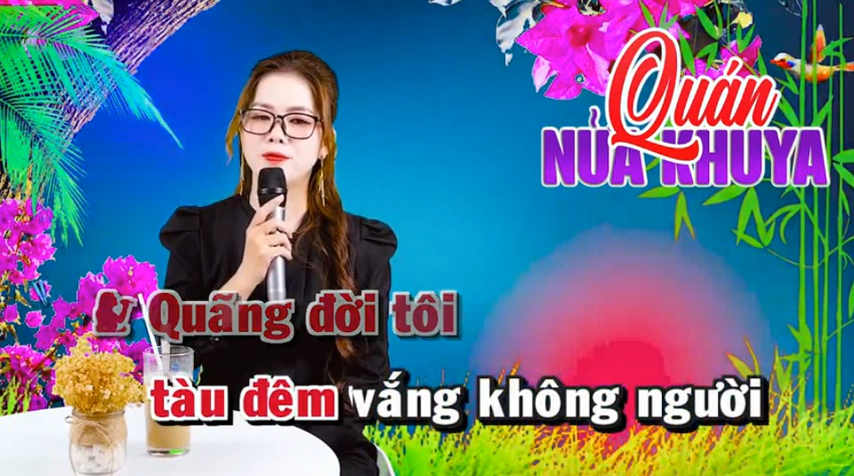 Quán
NỬA KHUYA
& Quãng đời tôi
tàu đêm vắng không người